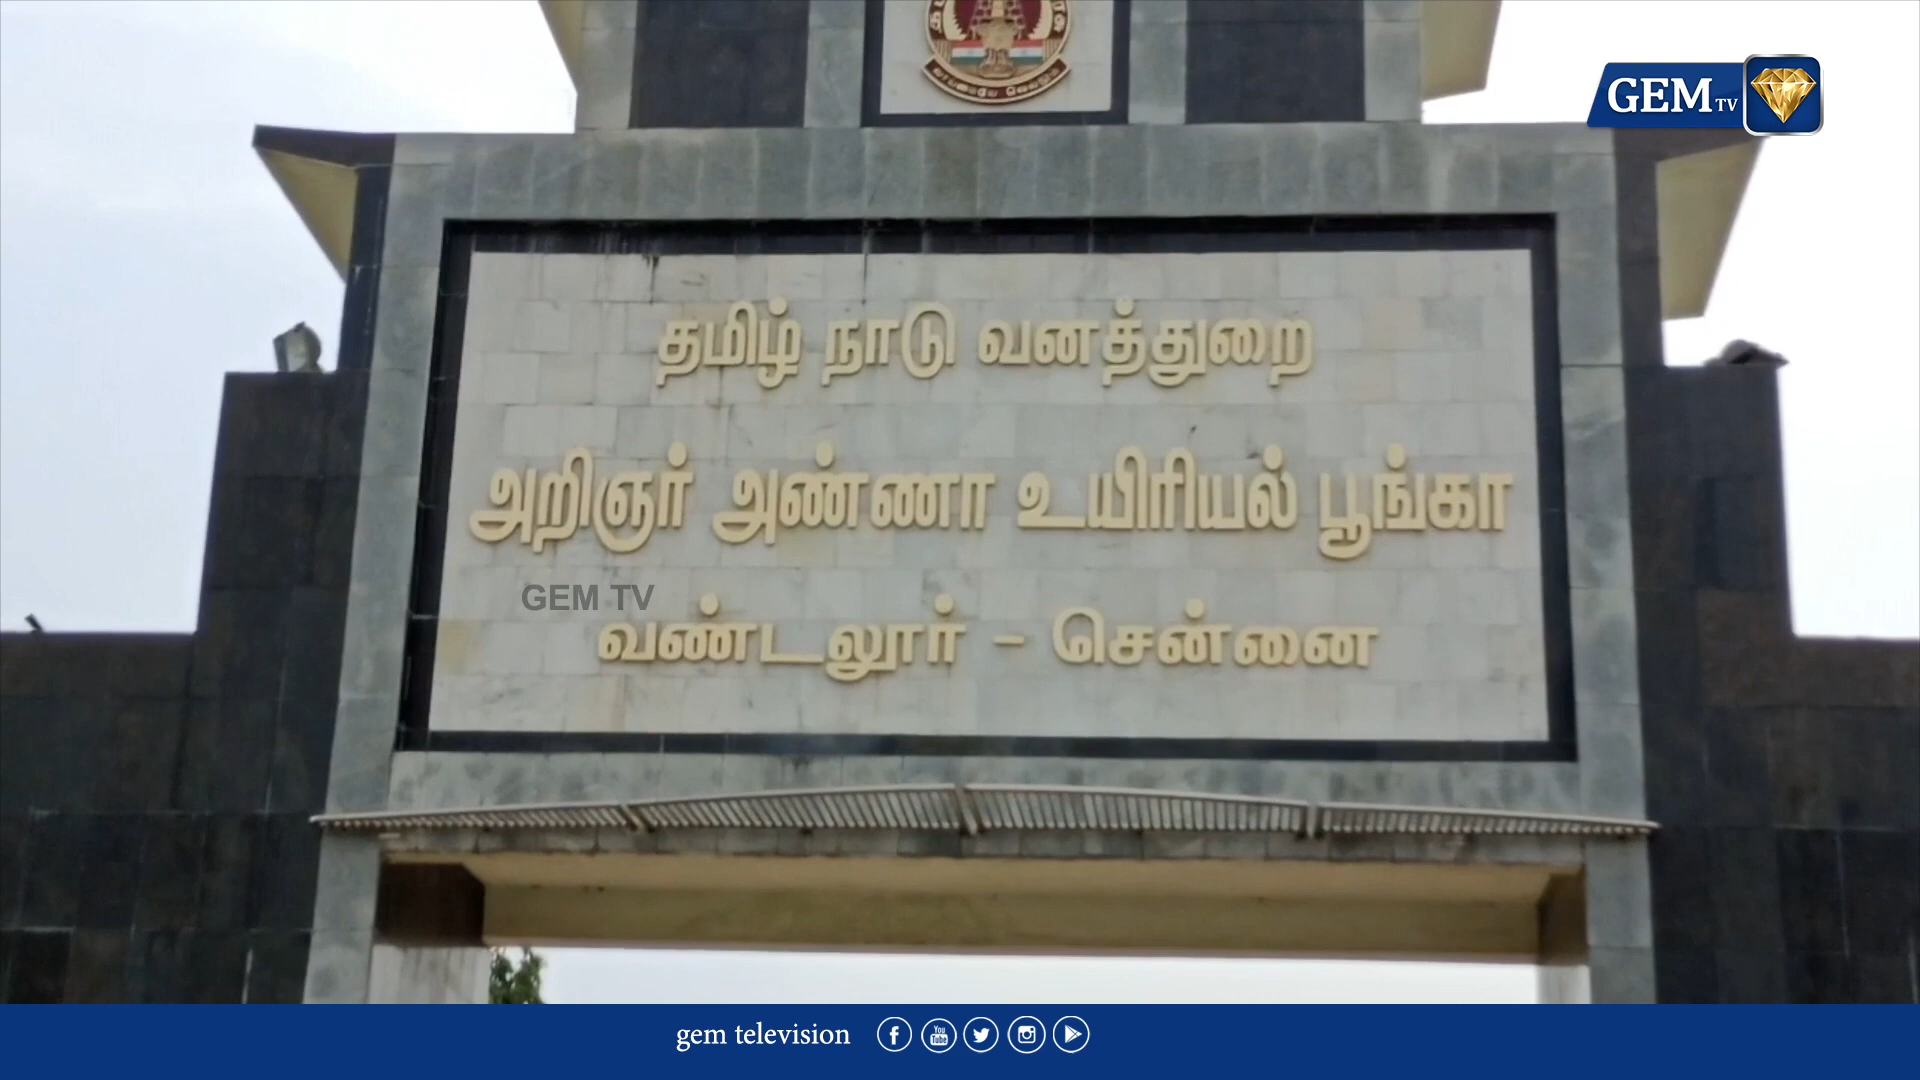 GEM TV
தமிழ் நாடு வனத்துறை
அறிஞர் அண்ணா உயிரியல் பூங்கா
GEM TV
வண்டலூர் - சென்னை
gem television